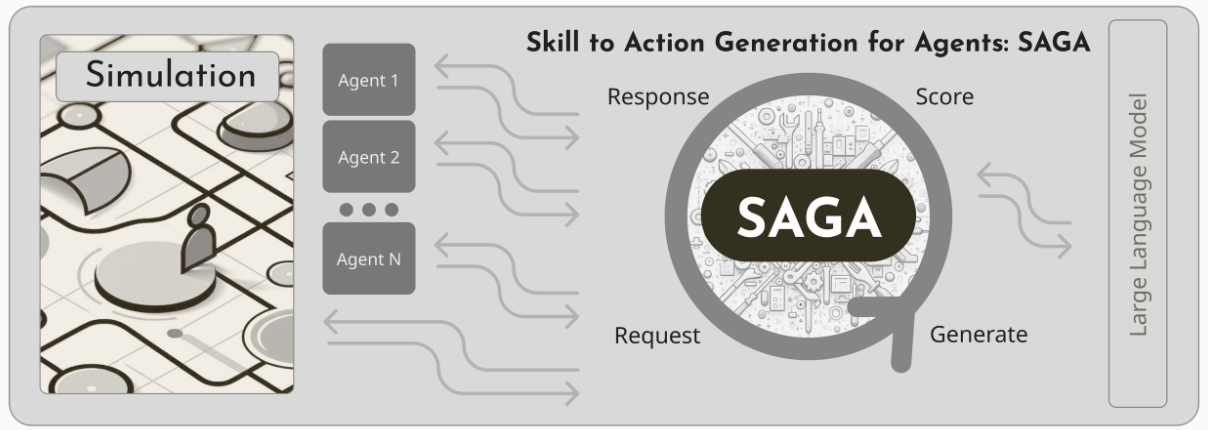 Skill to Action Generation for Agents: SAGA
Simulation
Agent 1
Agent 2
Agent N
Response
Score
SAGA
Request
Generate
Large Language Model